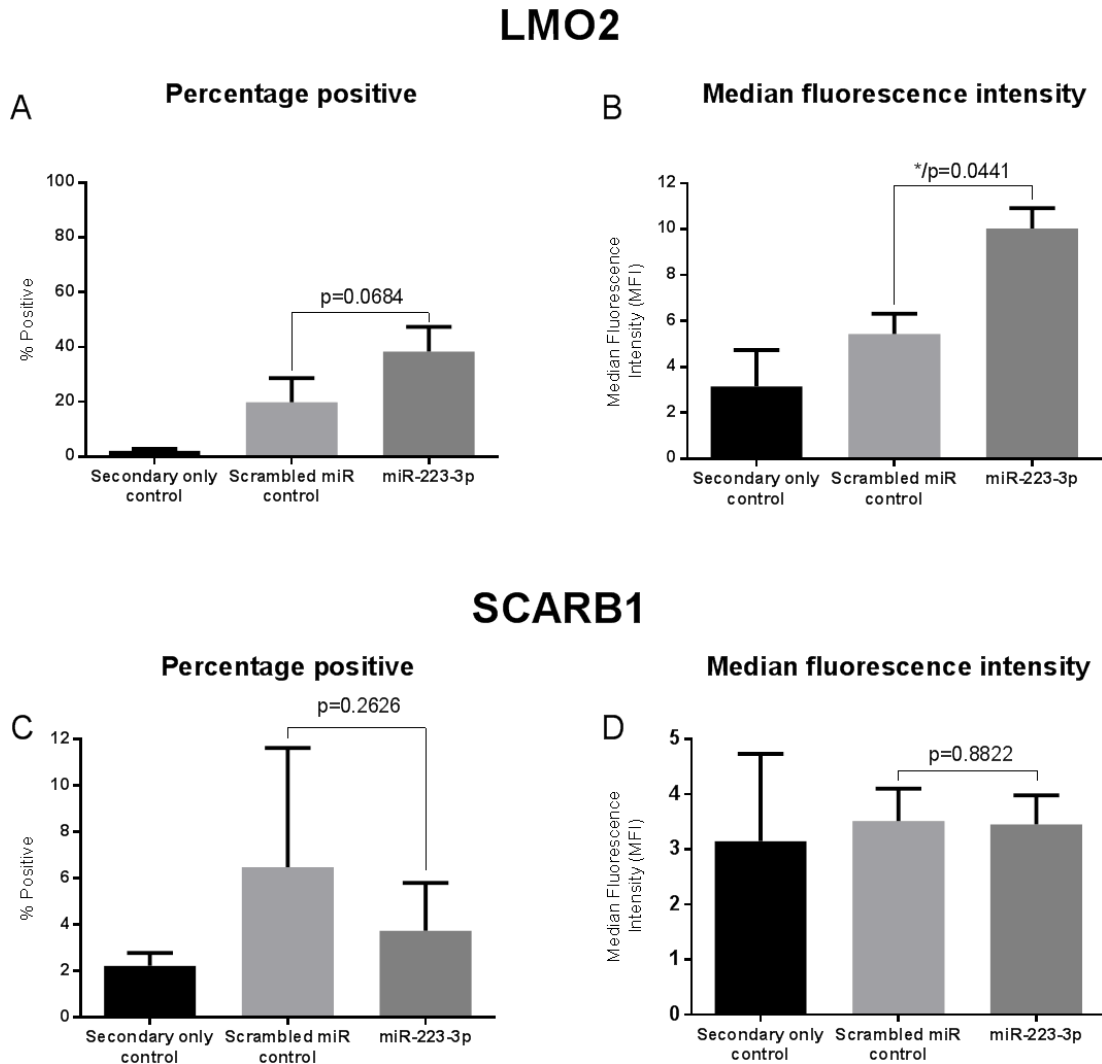 LMO2
A
Percentage positive
% Positive
100
80
60
40
20
0
p=0.0684
Secondary only
control
Scrambled miR
control
miR-223-3p
B
Median fluorescence intensity
Median Fluorescence
Intensity (MFI)
12
10
8
6
4
2
0
*/p=0.0441
Secondary only
control
Scrambled miR
control
miR-223-3p
SCARB1
C
Percentage positive
% Positive
12
10
8
6
4
2
0
p=0.2626
Secondary only
control
Scrambled miR
control
miR-223-3p
D
Median fluorescence intensity
Median Fluorescence
Intensity (MFI)
5
4
3
2
1
0
p=0.8822
Secondary only
control
Scrambled miR
control
miR-223-3p